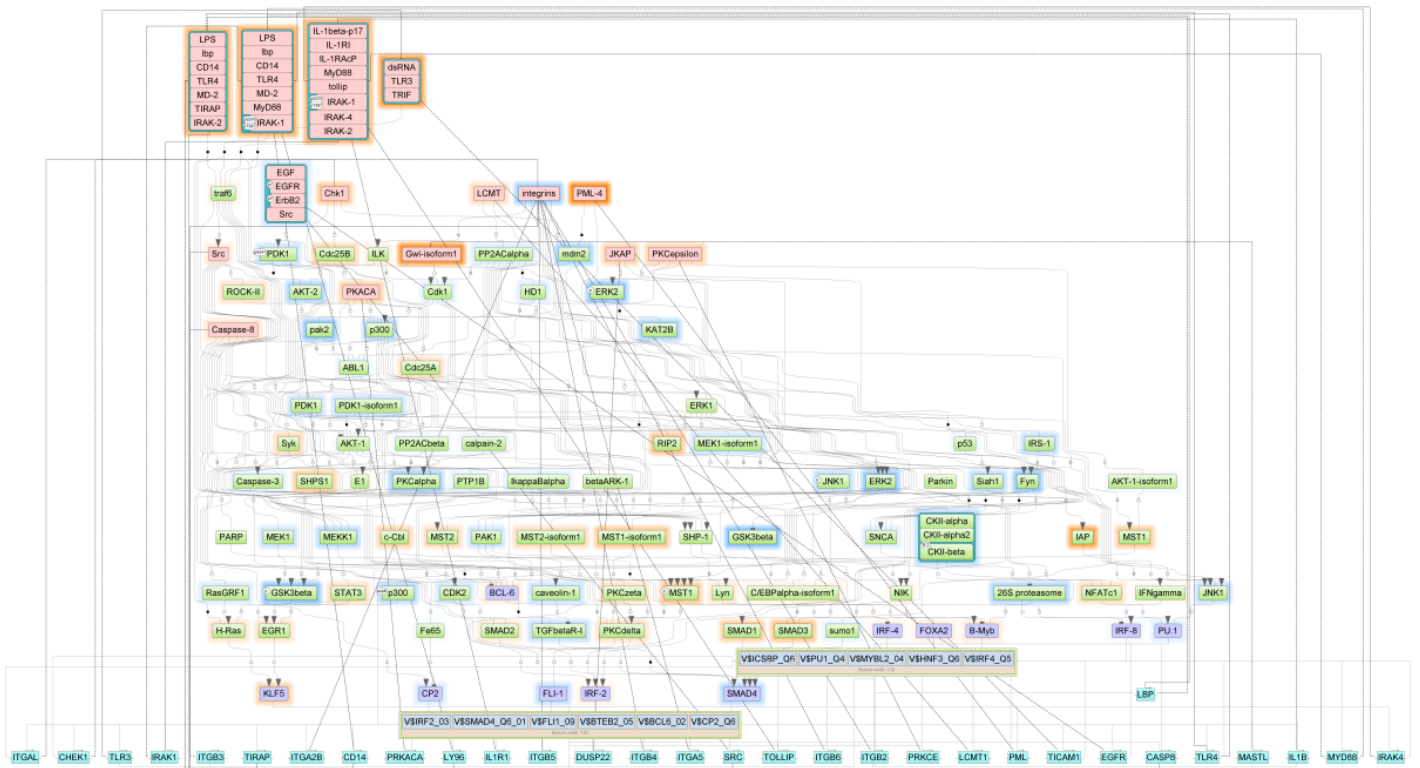 LPS
lbp
CD14
TLR4
MD-2
TIRAP
IRAK-2
LPS
lbp
CD14
TLR4
MD-2
MyD88
IRAK-1
IL-1beta-p17
IL-1RI
IL-1RAcP
MyD88
tollip
IRAK-1
IRAK-4
IRAK-2
dsRNA
TLR3
TRIF
traf6
EGF
EGFR
ErbB2
Src
Chk1
LCMT
integrins
PML-4
Src
PDK1
Cdc25B
ILK
Gwl-isoform1
PP2ACalpha
mdm2
JKAP
PKCepsilon
ROCK-II
AKT-2
PKACA
Cdk1
HD1
ERK2
Caspase-8
pak2
p300
KAT2B
ABL1
Cdc25A
PDK1
PDK1-isoform1
ERK1
Syk
AKT-1
PP2ACbeta
calpain-2
RIP2
MEK1-isoform1
p53
IRS-1
Caspase-3
SHPS1
E1
PKCalpha
PTP1B
IkappaBalpha
betaARK-1
JNK1
ERK2
Parkin
Siah1
Fyn
AKT-1-isoform1
PARP
MEK1
MEKK1
c-Cbl
MST2
PAK1
MST2-isoform1
MST1-isoform1
SHP-1
GSK3beta
SNCA
CKII-alpha
CKII-alpha2
CKII-beta
IAP
MST1
RasGRF1
GSK3beta
STAT3
p300
CDK2
BCL-6
caveolin-1
PKCzeta
MST1
Lyn
C/EBPalpha-isoform1
NIK
26S proteasome
NFATc1
IFNgamma
JNK1
H-Ras
EGR1
Fe65
SMAD2
TGFbetaR-I
PKCdelta
SMAD1
SMAD3
sumo1
IRF-4
FOXA2
B-Myb
IRF-8
PU.1
V$ICSBP_Q6
V$PU1_Q4
V$MYBL2_04
V$HNF3_Q6
V$IRF4_Q5
KLF5
CP2
FLI-1
IRF-2
SMAD4
LBP
V$IRF2_03
V$SMAD4_Q6_01
V$FLI1_09
V$BTEB2_05
V$BCL6_02
V$CP2_Q6
ITGAL
CHEK1
TLR3
IRAK1
ITGB3
TIRAP
ITGA2B
CD14
PRKACA
LY96
IL1R1
ITGB5
DUSP22
ITGB4
ITGA5
SRC
TOLLIP
ITGB6
ITGB2
PRKCE
LCMT1
PML
TICAM1
EGFR
CASP8
TLR4
MASTL
IL1B
MYD88
IRAK4